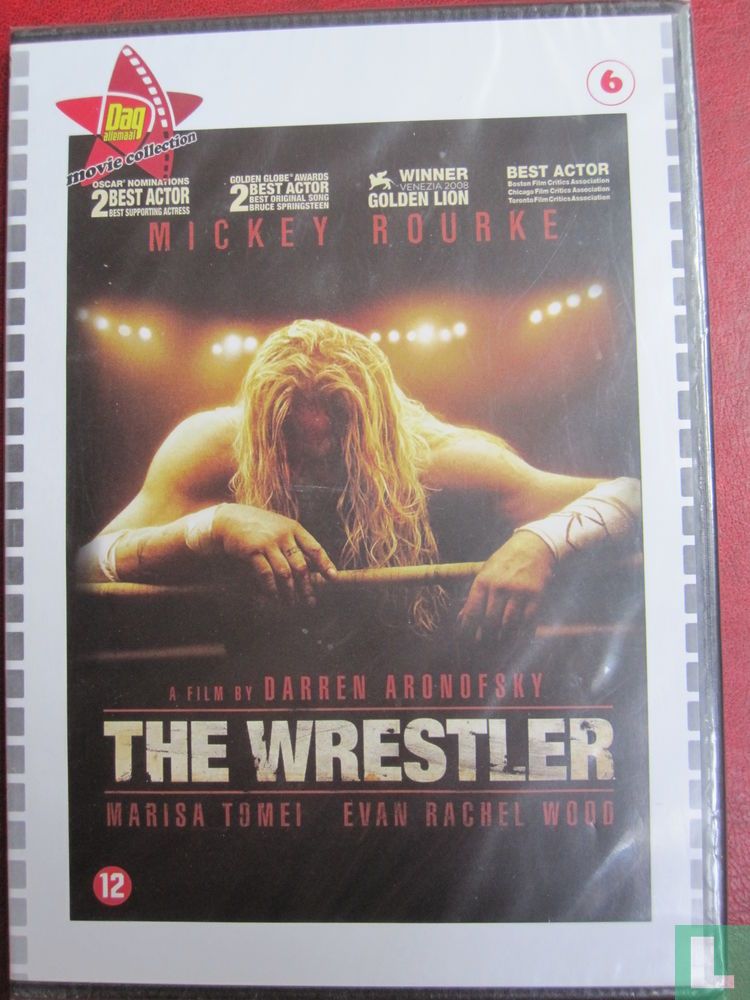 Dag
allemaal
movie collection
6
OSCAR® NOMINATIONS
2 BEST ACTOR
BEST SUPPORTING ACTRESS
GOLDEN GLOBE® AWARDS
2 BEST ACTOR
BEST ORIGINAL SONG
BRUCE SPRINGSTEEN
WINNER
VENEZIA 2008
GOLDEN LION
BEST ACTOR
Boston Film Critics Association
Chicago Film Critics Association
Toronto Film Critics Association
MICKEY ROURKE
A FILM BY DARREN ARONOFSKY
THE WRESTLER
MARISA TOMEI EVAN RACHEL WOOD
12
L